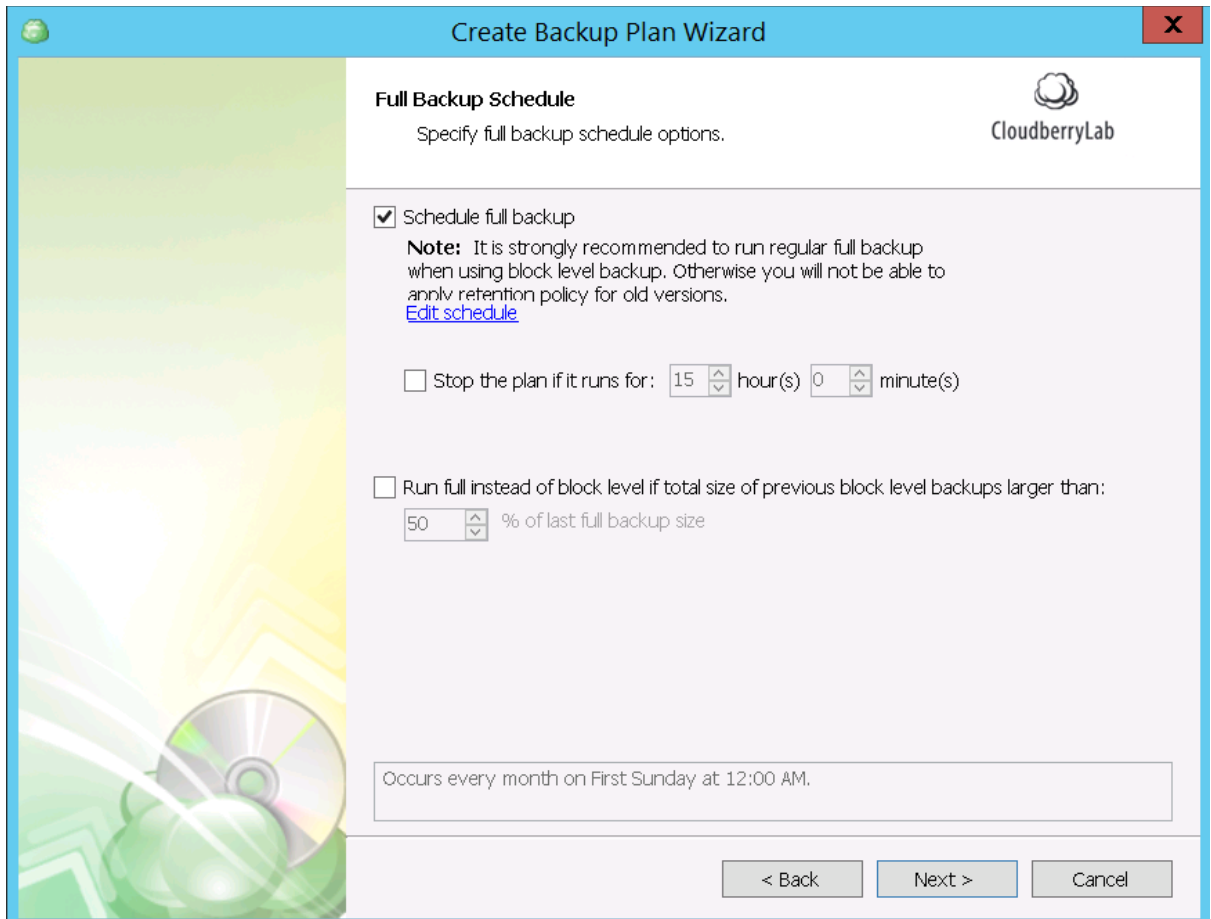 Create Backup Plan Wizard
X
Full Backup Schedule
Specify full backup schedule options.
CloudberryLab
Schedule full backup
Note: It is strongly recommended to run regular full backup
when using block level backup. Otherwise you will not be able to
apply retention policy for old versions.
Edit schedule
Stop the plan if it runs for: 15 hour(s) 0 minute(s)
Run full instead of block level if total size of previous block level backups larger than:
50 % of last full backup size
Occurs every month on First Sunday at 12:00 AM.
< Back Next > Cancel